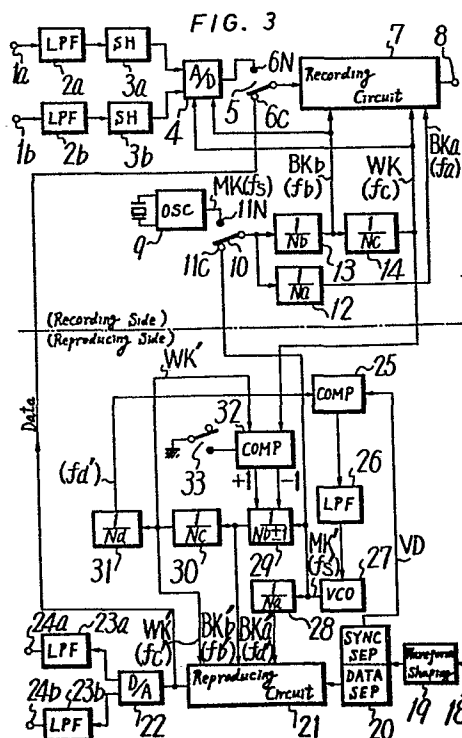 FIG. 3
7
8
1a
LPF
2a
SH
3a
A/D
4
6N
5
6C
Recording
Circuit
1b
LPF
2b
SH
3b
BKb
(fb)
WK
(fc)
BKa
(fa)
MK(fs)
OSC
9
11N
11C
10
1/Nb
13
1/Nc
14
1/Na
12
(Recording Side)
(Reproducing Side)
Data
WK'
25
COMP
32
COMP
33
+1
-1
26
LPF
(fd')
1/Nd
31
1/Nc
30
1/Nb±1
29
MK'
(fs')
27
VCO
VD
1/Na
28
24a
LPF
23a
WK'
(fc')
BKb'
(fb')
BKa'
(fa')
24b
LPF
23b
D/A
22
Reproducing
Circuit
21
SYNC
SEP
DATA
SEP
20
Waveform
Shaping
19
18